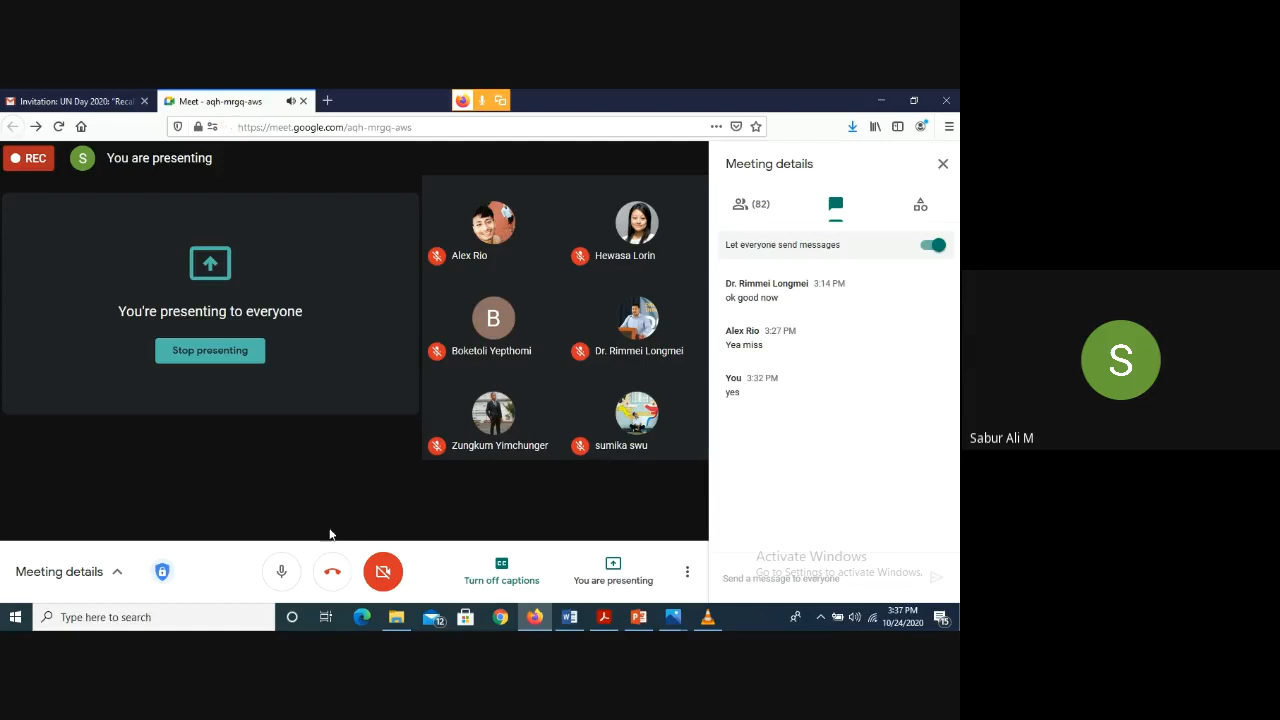 Invitation: UN Day 2020: "Reca
Meet - aqh-mrgq-aws
https://meet.google.com/aqh-mrgq-aws
REC
S
You are presenting
You're presenting to everyone
Stop presenting
Alex Rio
Hewasa Lorin
B
Boketoli Yepthomi
Dr. Rimmei Longmei
Zungkum Yimchunger
sumika swu
Meeting details
(82)
Let everyone send messages
Dr. Rimmei Longmei 3:14 PM
ok good now
Alex Rio 3:27 PM
Yea miss
You 3:32 PM
yes
Activate Windows
Go to Settings to activate Windows.
Send a message to everyone
Meeting details
CC
Turn off captions
You are presenting
Type here to search
12
3:37 PM
10/24/2020
15
S
Sabur Ali M